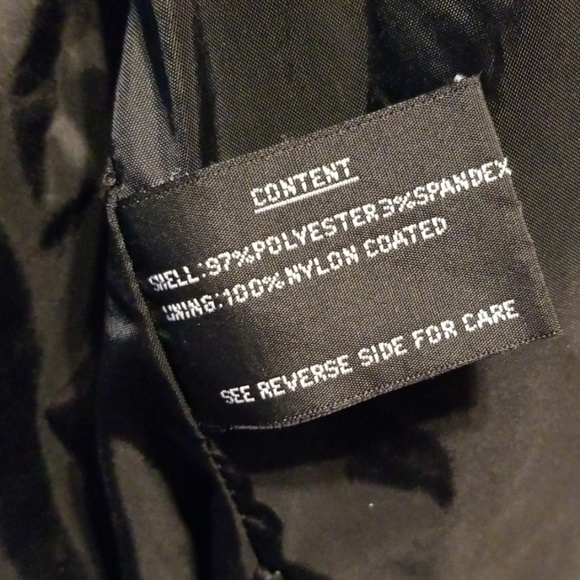 CONTENT
SHELL:97%POLYESTER3%SPANDEX
LINING:100%NYLON COATED
SEE REVERSE SIDE FOR CARE